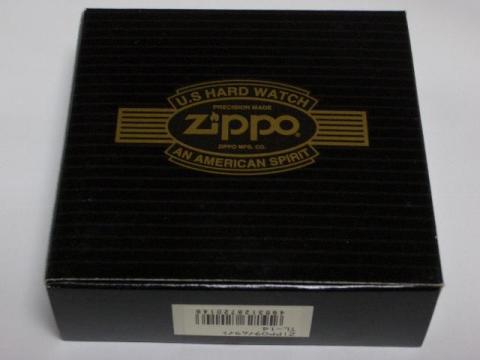 U.S HARD WATCH
PRECISION MADE
Zippo®
ZIPPO MFG. CO.
AN AMERICAN SPIRIT